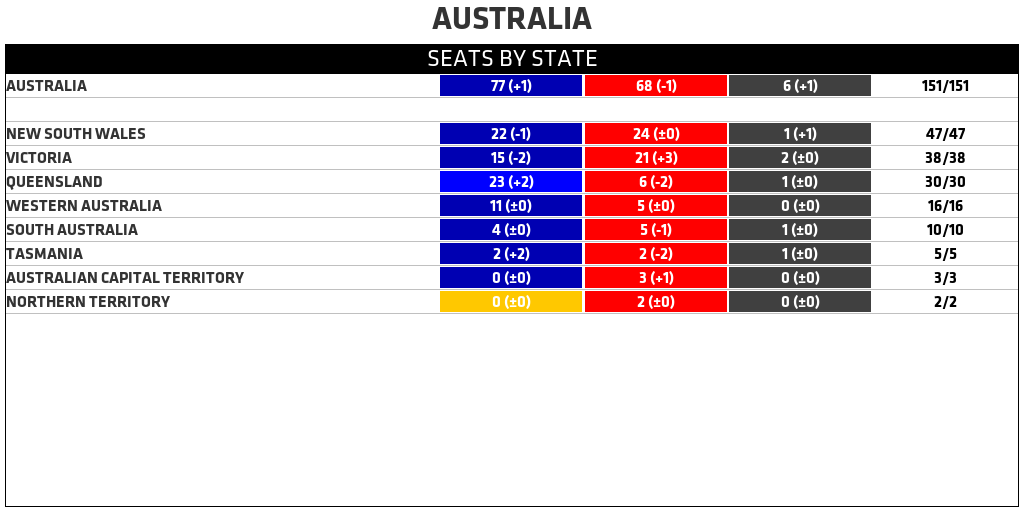 AUSTRALIA
SEATS BY STATE
AUSTRALIA 77 (+1) 68 (-1) 6 (+1) 151/151
NEW SOUTH WALES 22 (-1) 24 (±0) 1 (+1) 47/47
VICTORIA 15 (-2) 21 (+3) 2 (±0) 38/38
QUEENSLAND 23 (+2) 6 (-2) 1 (±0) 30/30
WESTERN AUSTRALIA 11 (±0) 5 (±0) 0 (±0) 16/16
SOUTH AUSTRALIA 4 (±0) 5 (-1) 1 (±0) 10/10
TASMANIA 2 (+2) 2 (-2) 1 (±0) 5/5
AUSTRALIAN CAPITAL TERRITORY 0 (±0) 3 (+1) 0 (±0) 3/3
NORTHERN TERRITORY 0 (±0) 2 (±0) 0 (±0) 2/2